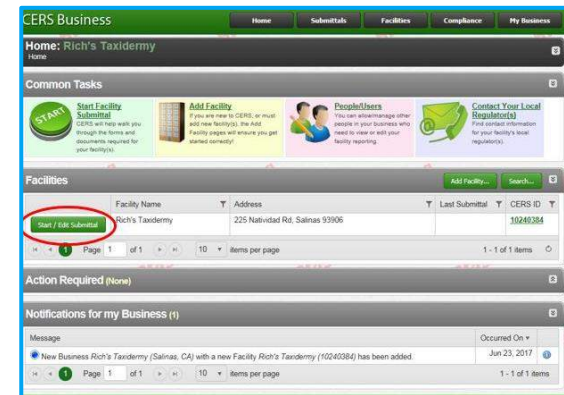 CERS Business
Home Submittals Facilities Compliance My Business
Home: Rich's Taxidermy
Home
Common Tasks
START
Start Facility Submittal
CERS will help walk you through the forms and documents required for your facility(s).
Add Facility
If you are new to CERS, or must add new facility(s), the Add Facility pages will ensure you get started correctly!
People/Users
You can allow/manage other people in your business who need to view or edit your facility reporting.
Contact Your Local Regulator(s)
Find contact information for your facility's local regulator(s).
Facilities Add Facility... Search...
Facility Name Address Last Submittal CERS ID
Start / Edit Submittal Rich's Taxidermy 225 Natividad Rd, Salinas 93906 10240384
1 Page 1 of 1 10 items per page 1 - 1 of 1 items
Action Required (None)
Notifications for my Business (1)
Message Occurred On
New Business Rich's Taxidermy (Salinas, CA) with a new Facility Rich's Taxidermy (10240384) has been added. Jun 23, 2017
1 Page 1 of 1 10 items per page 1 - 1 of 1 items